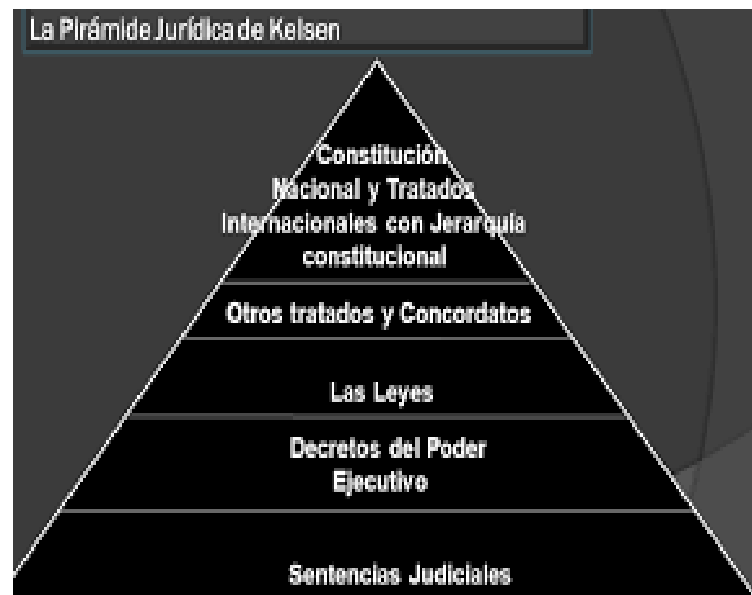 La Pirámide Jurídica de Kelsen
Constitución
Nacional y Tratados
Internacionales con Jerarquía
constitucional
Otros tratados y Concordatos
Las Leyes
Decretos del Poder
Ejecutivo
Sentencias Judiciales